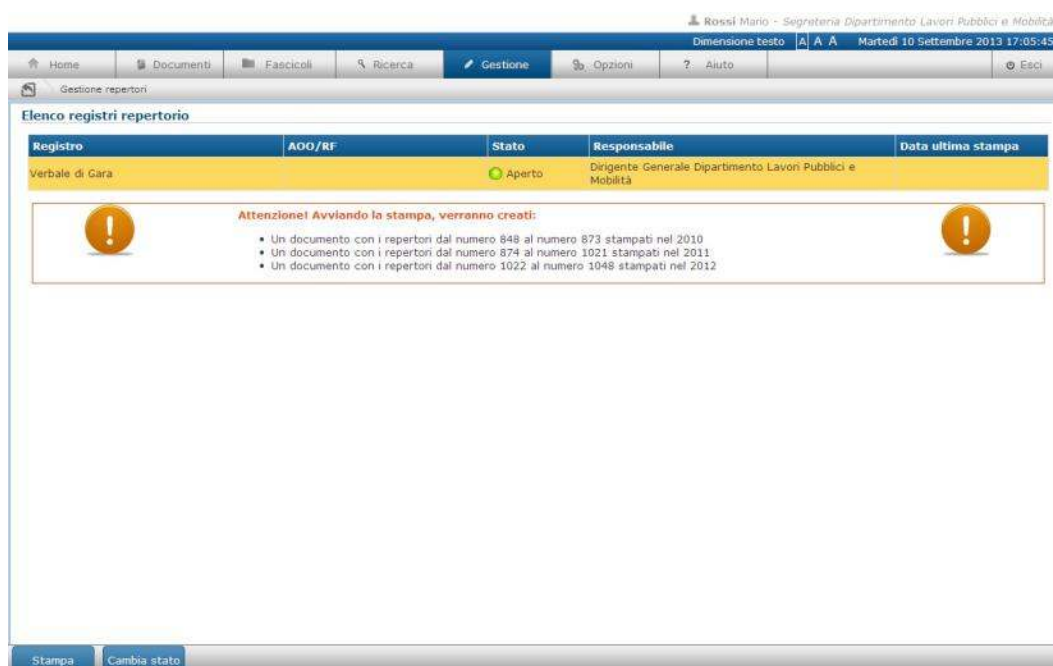 Rossi Mario - Segreteria Dipartimento Lavori Pubblici e Mobilità
Dimensione testo A A A Martedì 10 Settembre 2013 17:05:45
Home Documenti Fascicoli Ricerca Gestione Opzioni ? Aiuto Esci
Gestione repertori
Elenco registri repertorio
Registro AOO/RF Stato Responsabile Data ultima stampa
Verbale di Gara Aperto Dirigente Generale Dipartimento Lavori Pubblici e
Mobilità
Attenzione! Avviando la stampa, verranno creati:
• Un documento con i repertori dal numero 848 al numero 873 stampati nel 2010
• Un documento con i repertori dal numero 874 al numero 1021 stampati nel 2011
• Un documento con i repertori dal numero 1022 al numero 1048 stampati nel 2012
Stampa Cambia stato